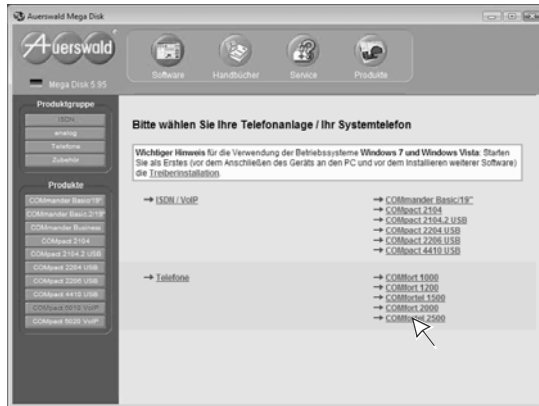 Auerswald Mega Disk
Auerswald
Mega Disk 5.95
Software
Handbücher
Service
Produkte
Produktgruppe
ISDN
analog
Telefone
Zubehör
Produkte
COMmander Basic/19"
COMmander Basic.2/19"
COMmander Business
COMpact 2104
COMpact 2104.2 USB
COMpact 2204 USB
COMpact 2206 USB
COMpact 4410 USB
COMpact 5010 VoIP
COMpact 5020 VoIP
Bitte wählen Sie Ihre Telefonanlage / Ihr Systemtelefon
Wichtiger Hinweis für die Verwendung der Betriebssysteme Windows 7 und Windows Vista: Starten
Sie als Erstes (vor dem Anschließen des Geräts an den PC und vor dem Installieren weiterer Software)
die Treiberinstallation.
→ ISDN / VoIP
→ COMmander Basic/19"
→ COMpact 2104
→ COMpact 2104.2 USB
→ COMpact 2204 USB
→ COMpact 2206 USB
→ COMpact 4410 USB
→ Telefone
→ COMfort 1000
→ COMfort 1200
→ COMfortel 1500
→ COMfort 2000
→ COMfortel 2500